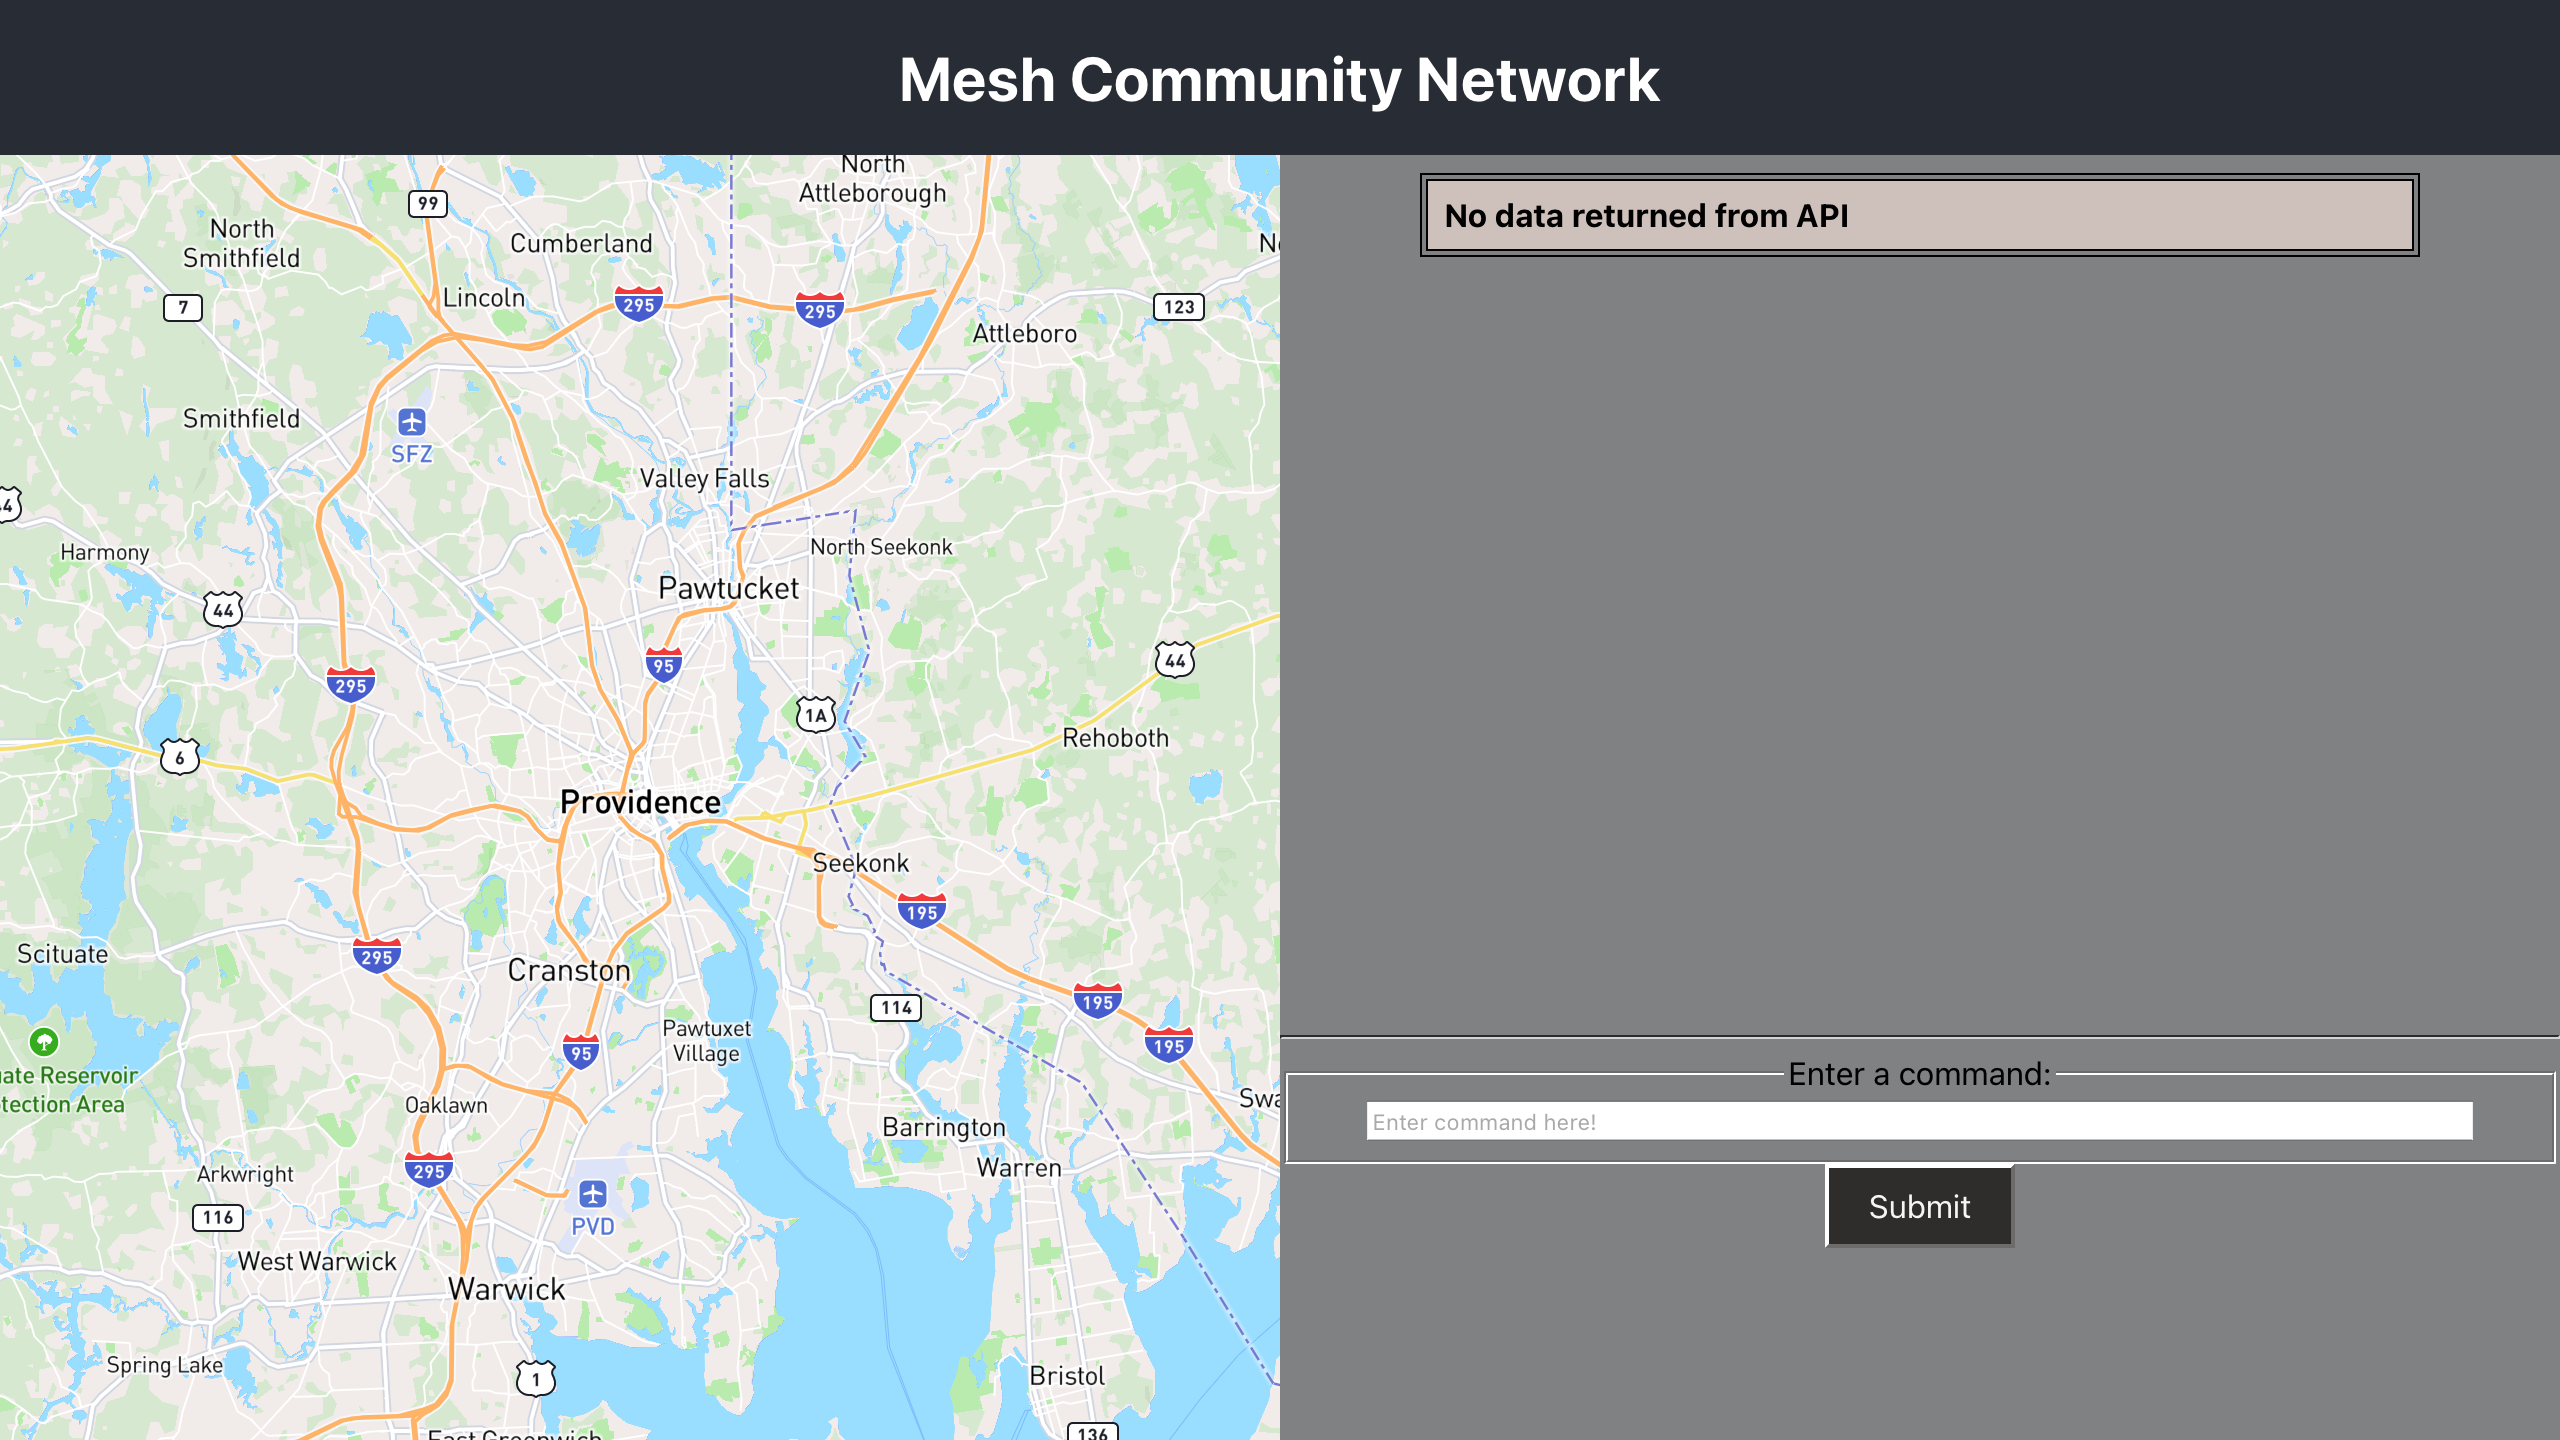 Mesh Community Network
North
Attleborough
99
North
Smithfield
Cumberland
7
Lincoln
295
295
123
Attleboro
Smithfield
SFZ
Valley Falls
Harmony
North Seekonk
Pawtucket
44
95
44
295
1A
Rehoboth
6
Providence
Seekonk
195
Scituate
295
Cranston
195
114
Pawtuxet
Village
95
195
ate Reservoir
tection Area
Oaklawn
Swa
Barrington
Warren
295
Arkwright
116
PVD
West Warwick
Warwick
Spring Lake
1
Bristol
136
East Greenwich
No data returned from API
Enter a command:
Enter command here!
Submit